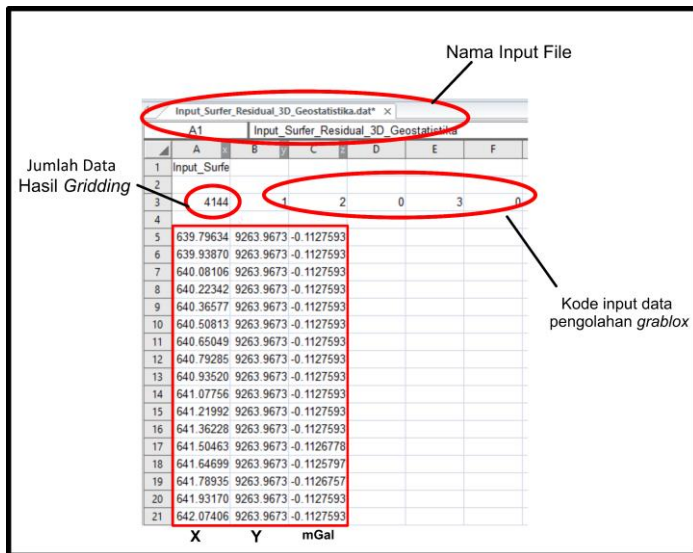 Nama Input File
Input_Surfer_Residual_3D_Geostatistika.dat* ×
A1 Input_Surfer_Residual_3D_Geostatistika
A x B y C z D E F
1 Input_Surfe
2
3 4144 1 2 0 3 0
4
5 639.79634 9263.9673 -0.1127593
6 639.93870 9263.9673 -0.1127593
7 640.08106 9263.9673 -0.1127593
8 640.22342 9263.9673 -0.1127593
9 640.36577 9263.9673 -0.1127593
10 640.50813 9263.9673 -0.1127593
11 640.65049 9263.9673 -0.1127593
12 640.79285 9263.9673 -0.1127593
13 640.93520 9263.9673 -0.1127593
14 641.07756 9263.9673 -0.1127593
15 641.21992 9263.9673 -0.1127593
16 641.36228 9263.9673 -0.1127593
17 641.50463 9263.9673 -0.1126778
18 641.64699 9263.9673 -0.1125797
19 641.78935 9263.9673 -0.1126757
20 641.93170 9263.9673 -0.1127593
21 642.07406 9263.9673 -0.1127593
X Y mGal
Jumlah Data
Hasil Gridding
Kode input data
pengolahan grablox